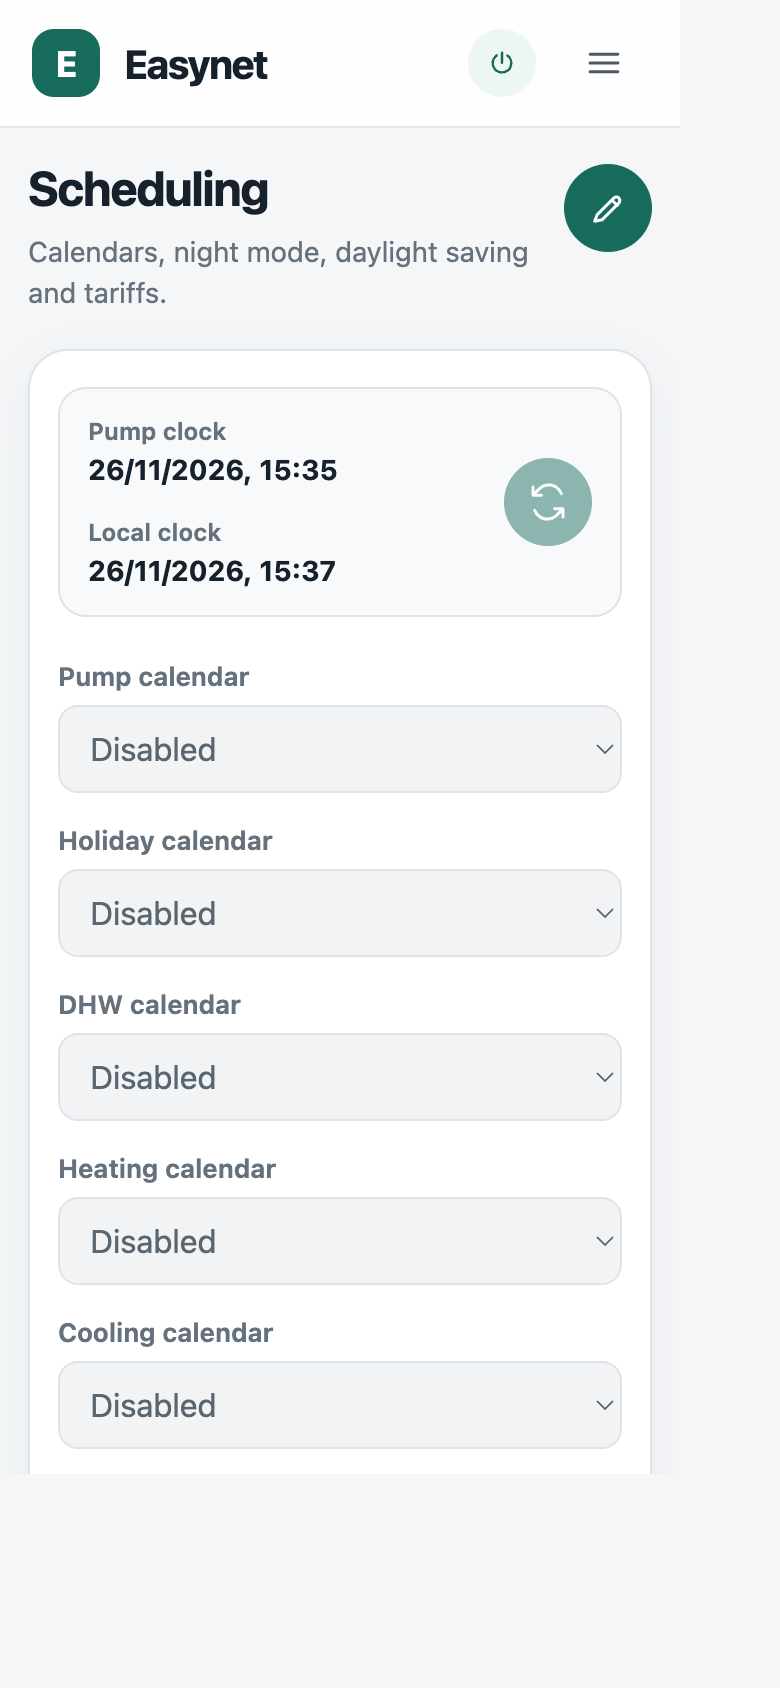 E Easynet
Scheduling
Calendars, night mode, daylight saving
and tariffs.
Pump clock
26/11/2026, 15:35
Local clock
26/11/2026, 15:37
Pump calendar
Disabled
Holiday calendar
Disabled
DHW calendar
Disabled
Heating calendar
Disabled
Cooling calendar
Disabled